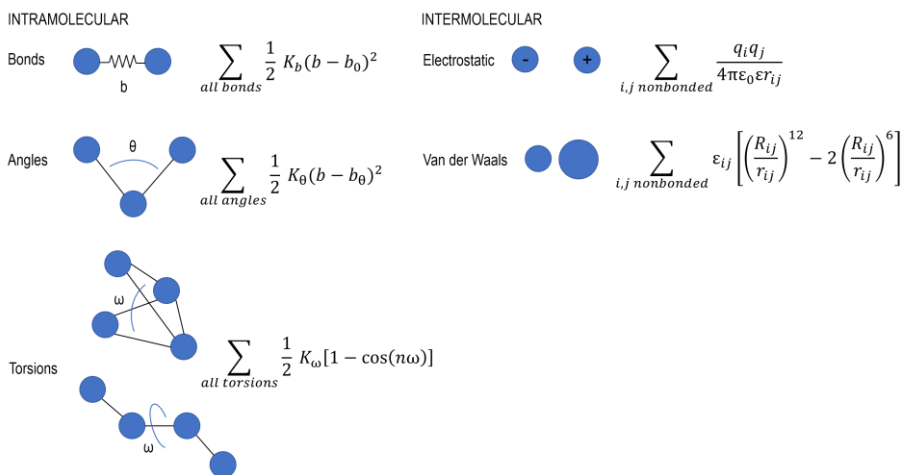 INTRAMOLECULAR
Bonds
b
∑ all bonds 1/2 K_b(b − b_0)^2
Angles
θ
∑ all angles 1/2 K_θ(b − b_θ)^2
ω
Torsions
∑ all torsions 1/2 K_ω[1 − cos(nω)]
ω
INTERMOLECULAR
Electrostatic
- +
∑ i,j nonbonded q_i q_j / 4πε_0εr_ij
Van der Waals
∑ i,j nonbonded ε_ij [(R_ij/r_ij)^12 − 2 (R_ij/r_ij)^6]